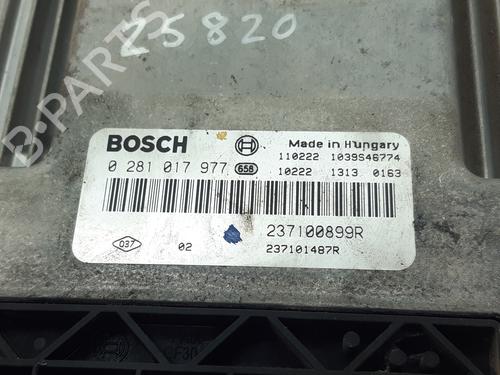 25820
B-PARTS
BOSCH Made in Hungary
110222 1039S46774
0 281 017 977 656 10222 1313 0163
237100899R
037 02 237101487R